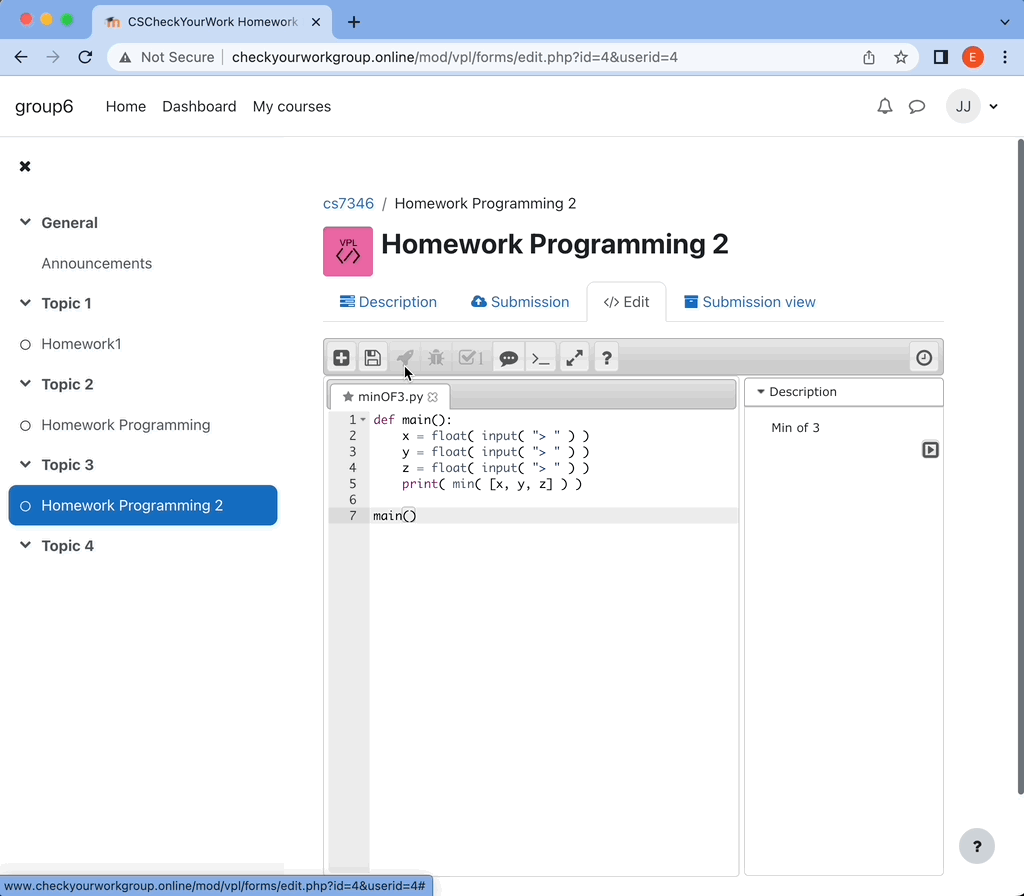 CSCheckYourWork Homework
Not Secure checkyourworkgroup.online/mod/vpl/forms/edit.php?id=4&userid=4
E
group6 Home Dashboard My courses
JJ
General
Announcements
Topic 1
Homework1
Topic 2
Homework Programming
Topic 3
Homework Programming 2
Topic 4
cs7346 / Homework Programming 2
VPL
Homework Programming 2
Description Submission </> Edit Submission view
1 >_ ?
minOF3.py
1 def main():
2 x = float( input( "> " ) )
3 y = float( input( "> " ) )
4 z = float( input( "> " ) )
5 print( min( [x, y, z] ) )
6
7 main()
Description
Min of 3
?
www.checkyourworkgroup.online/mod/vpl/forms/edit.php?id=4&userid=4#